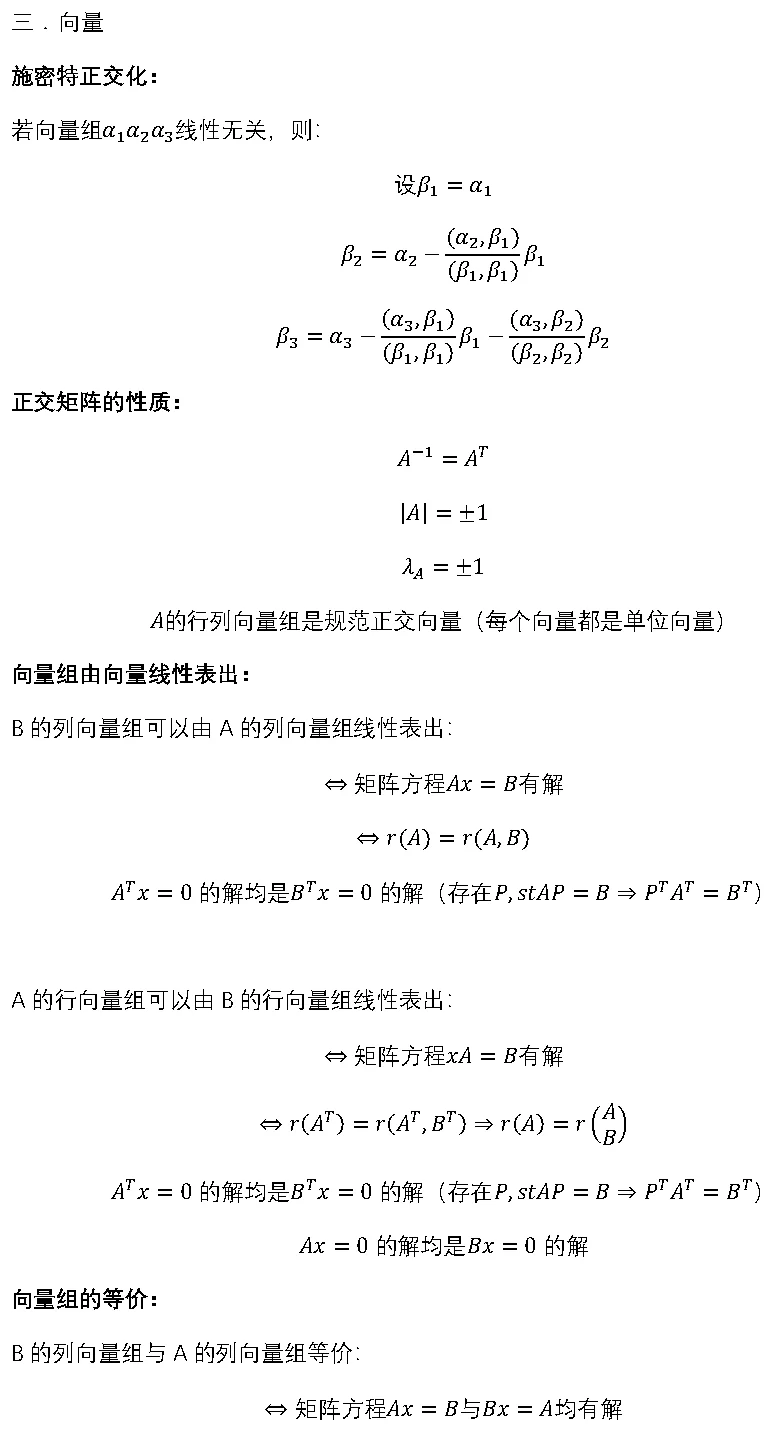 三．向量
施密特正交化：
若向量组α₁α₂α₃线性无关，则：
设β₁ = α₁
β₂ = α₂ − (α₂,β₁)/(β₁,β₁) β₁
β₃ = α₃ − (α₃,β₁)/(β₁,β₁) β₁ − (α₃,β₂)/(β₂,β₂) β₂
正交矩阵的性质：
A⁻¹ = Aᵀ
|A| = ±1
λ_A = ±1
A的行列向量组是规范正交向量（每个向量都是单位向量）
向量组由向量线性表出：
B 的列向量组可以由 A 的列向量组线性表出：
⇔ 矩阵方程Ax = B有解
⇔ r(A) = r(A, B)
Aᵀx = 0 的解均是Bᵀx = 0 的解（存在P, stAP = B ⇒ PᵀAᵀ = Bᵀ）
A 的行向量组可以由 B 的行向量组线性表出：
⇔ 矩阵方程xA = B有解
⇔ r(Aᵀ) = r(Aᵀ, Bᵀ) ⇒ r(A) = r(A B)
Aᵀx = 0 的解均是Bᵀx = 0 的解（存在P, stAP = B ⇒ PᵀAᵀ = Bᵀ）
Ax = 0 的解均是Bx = 0 的解
向量组的等价：
B 的列向量组与 A 的列向量组等价：
⇔ 矩阵方程Ax = B与Bx = A均有解